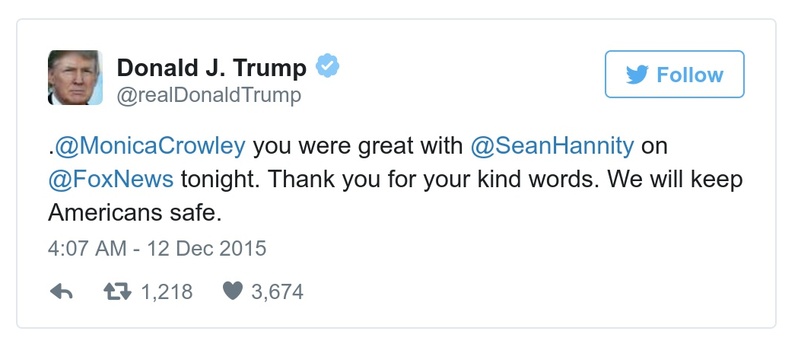 Donald J. Trump
@realDonaldTrump
Follow
.@MonicaCrowley you were great with @SeanHannity on
@FoxNews tonight. Thank you for your kind words. We will keep
Americans safe.
4:07 AM - 12 Dec 2015
1,218 3,674